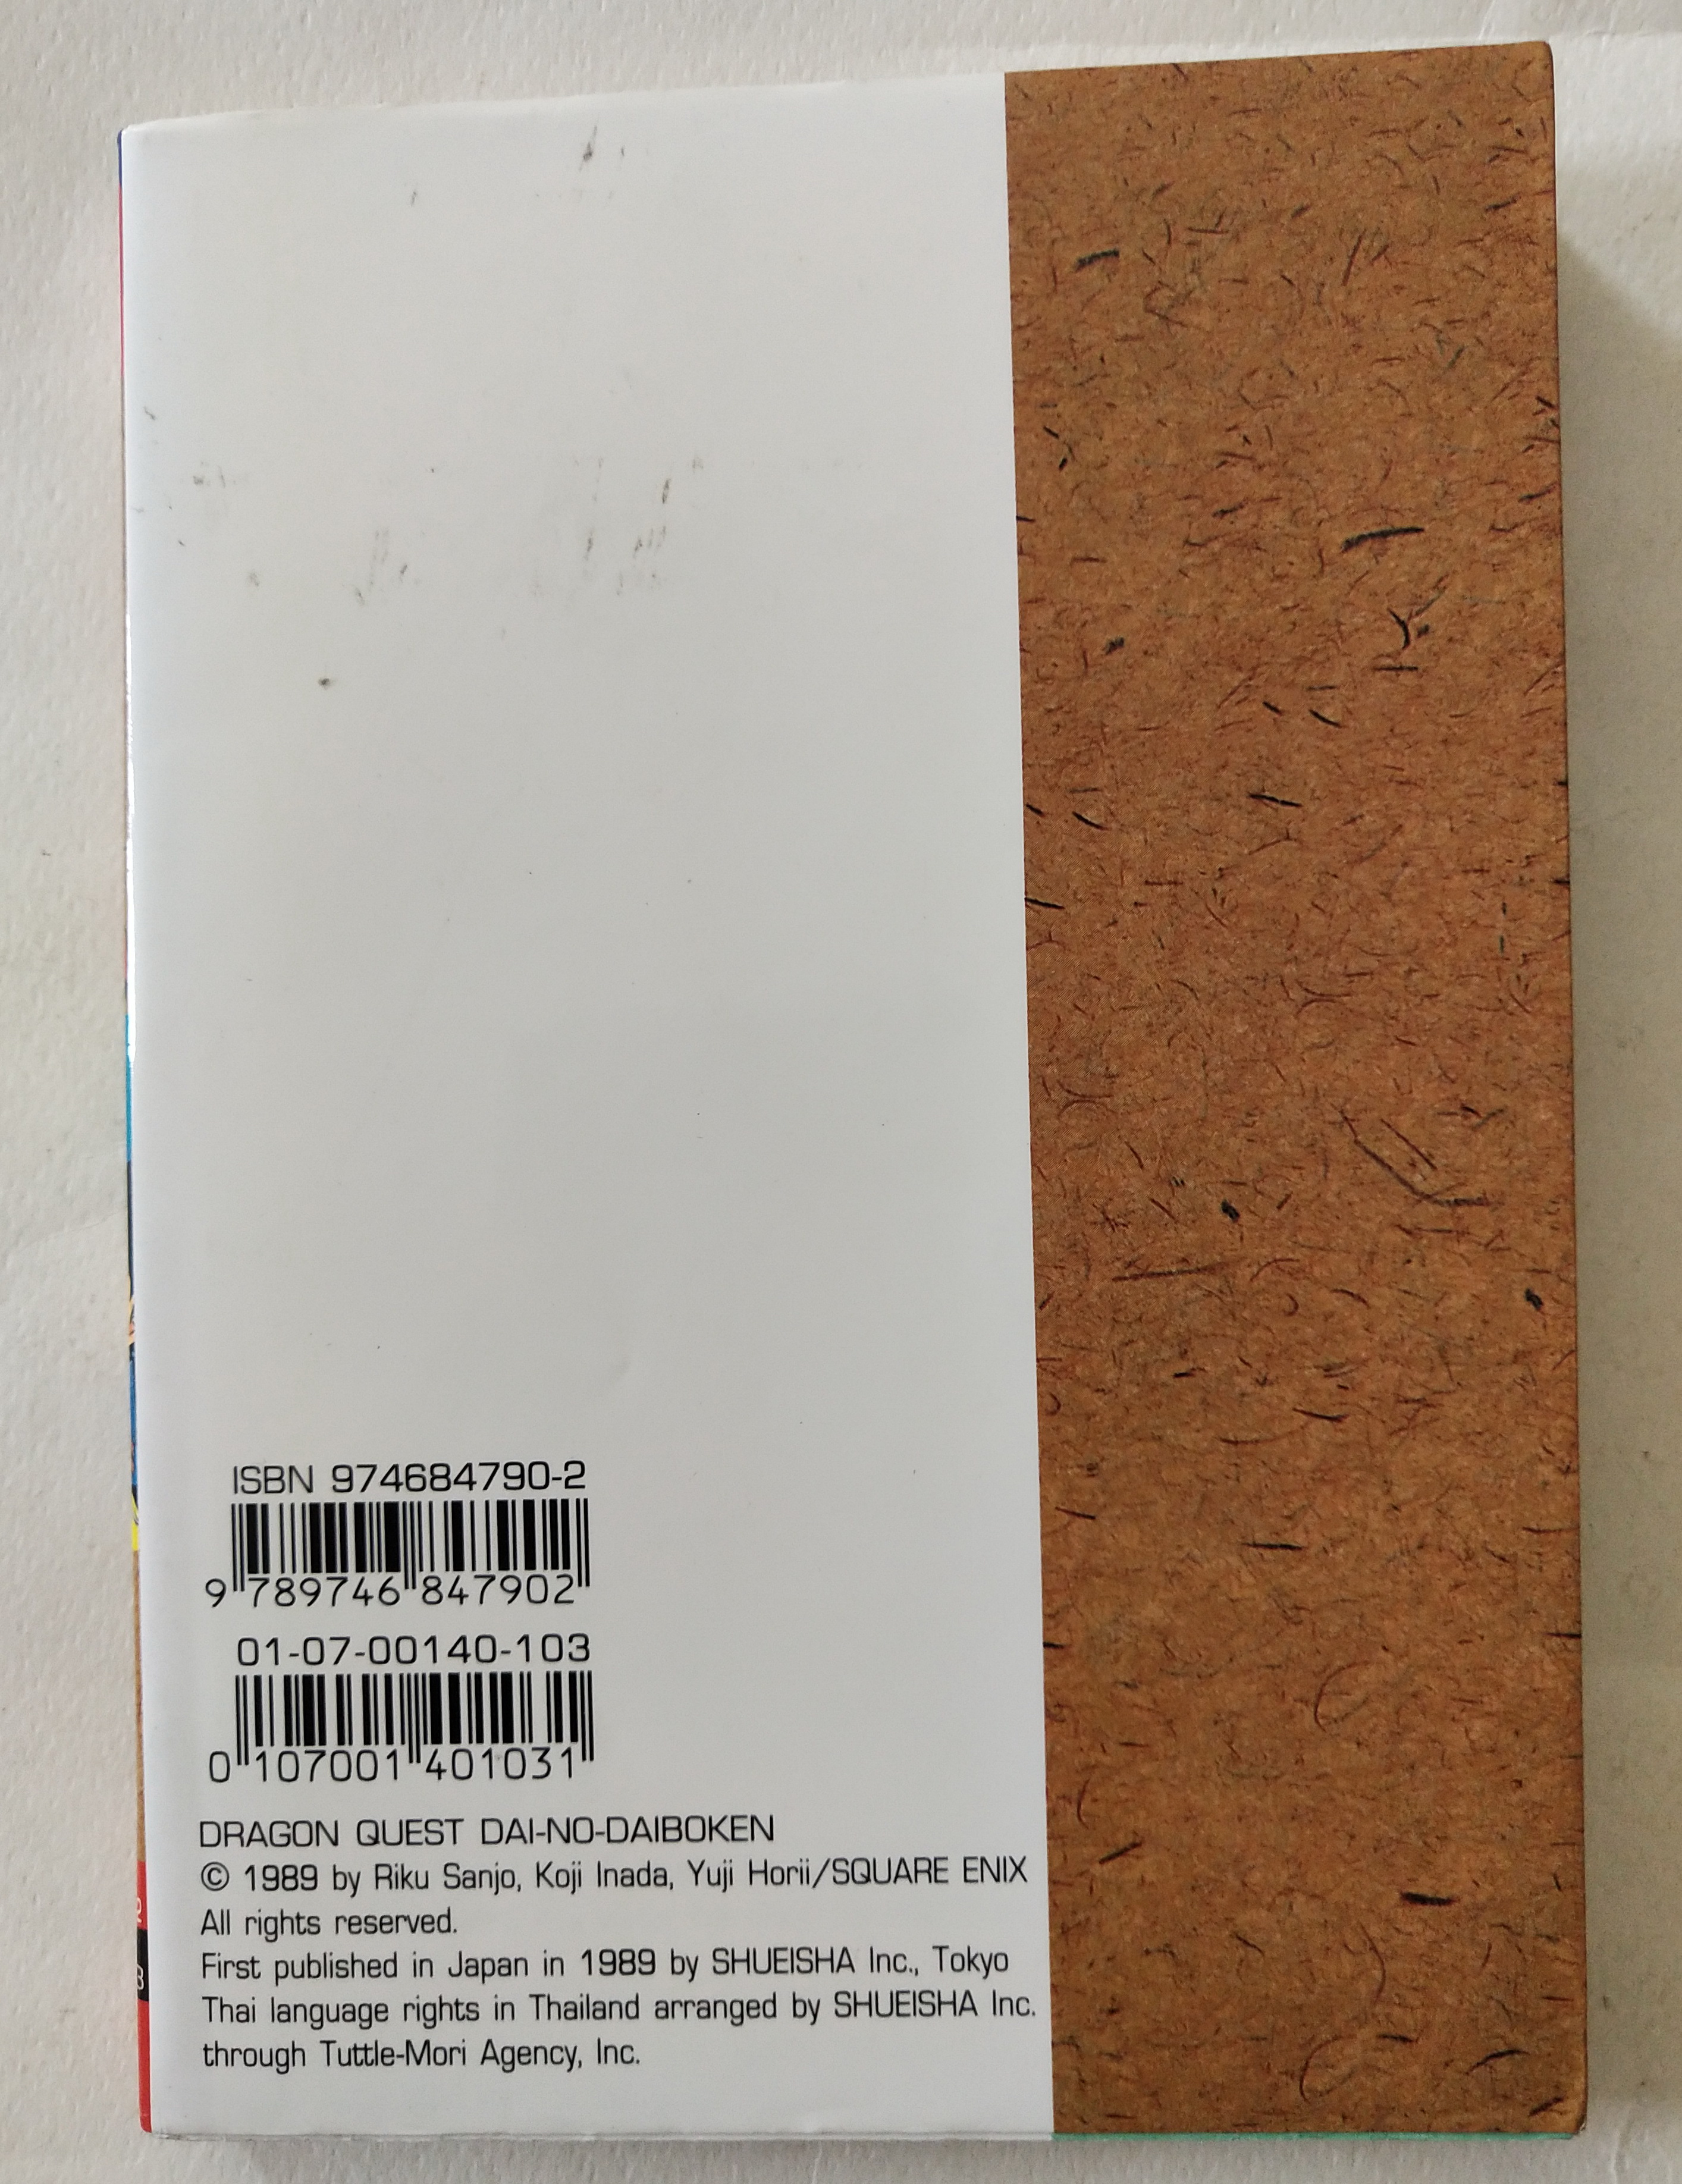 ISBN 974684790-2
9 789746 847902
01-07-00140-103
0 107001 401031
DRAGON QUEST DAI-NO-DAIBOKEN
© 1989 by Riku Sanjo, Koji Inada, Yuji Horii/SQUARE ENIX
All rights reserved.
First published in Japan in 1989 by SHUEISHA Inc., Tokyo
Thai language rights in Thailand arranged by SHUEISHA Inc.
through Tuttle-Mori Agency, Inc.